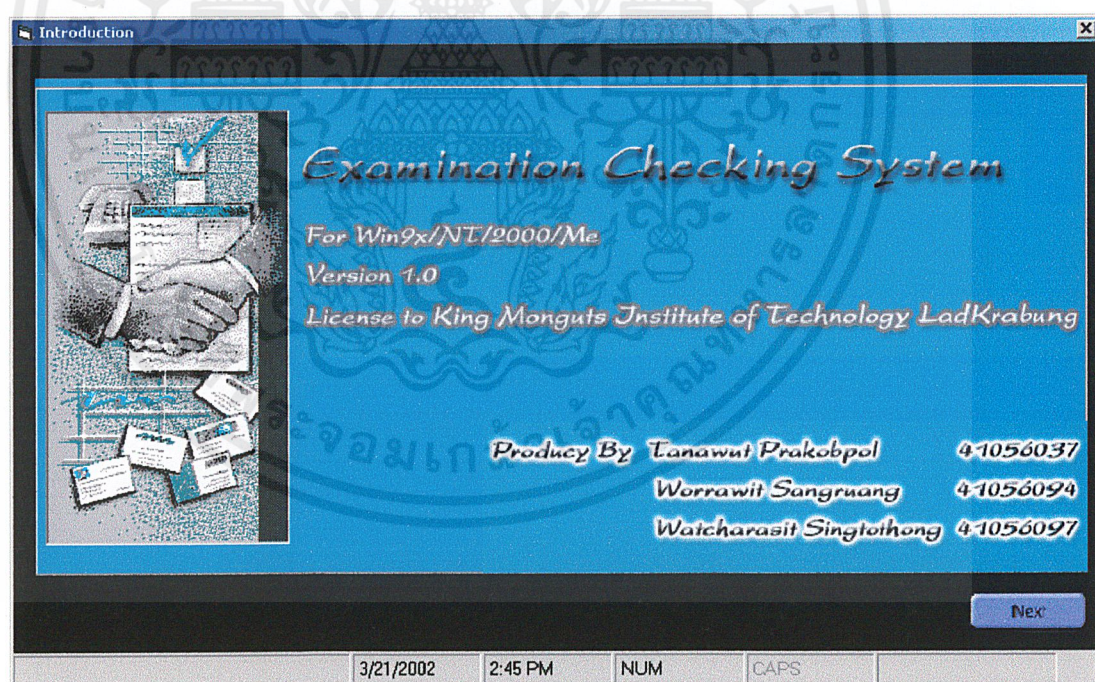 Introduction
Examination Checking System
For Win9x/NT/2000/Me
Version 1.0
License to King Monguts Institute of Technology LadKrabung
Producy By Tanawut Prakobpol 41056037
Worrawit Sangruang 41056094
Watcharasit Singtothong 41056097
Next
3/21/2002 2:45 PM NUM CAPS